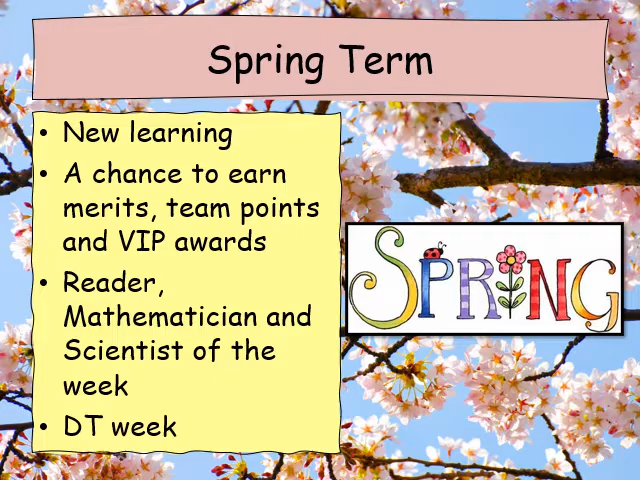 Spring Term
• New learning
• A chance to earn
merits, team points
and VIP awards
• Reader,
Mathematician and
Scientist of the
week
• DT week
SPRING